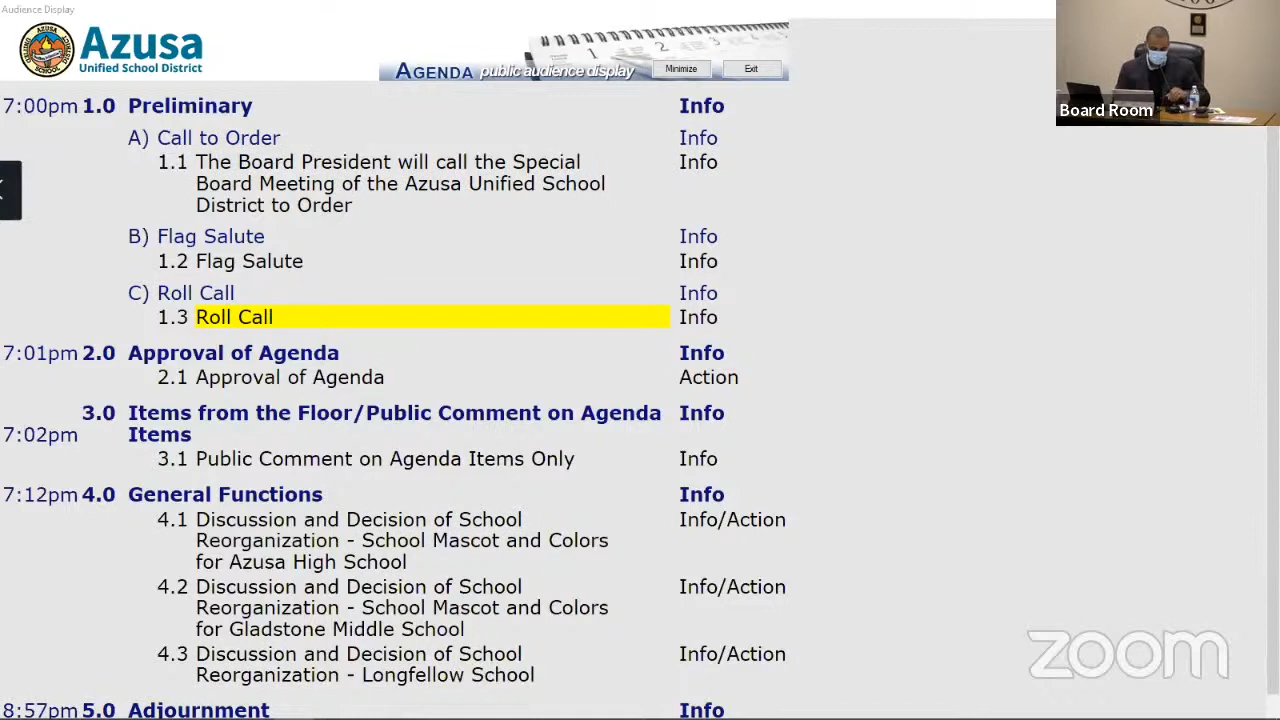 Audience Display
Azusa
Unified School District
AGENDA public audience display
Minimize
Exit
Board Room
7:00pm 1.0 Preliminary Info
A) Call to Order Info
1.1 The Board President will call the Special Info
Board Meeting of the Azusa Unified School
District to Order
B) Flag Salute Info
1.2 Flag Salute Info
C) Roll Call Info
1.3 Roll Call Info
7:01pm 2.0 Approval of Agenda Info
2.1 Approval of Agenda Action
3.0 Items from the Floor/Public Comment on Agenda Info
7:02pm Items
3.1 Public Comment on Agenda Items Only Info
7:12pm 4.0 General Functions Info
4.1 Discussion and Decision of School Info/Action
Reorganization - School Mascot and Colors
for Azusa High School
4.2 Discussion and Decision of School Info/Action
Reorganization - School Mascot and Colors
for Gladstone Middle School
4.3 Discussion and Decision of School Info/Action
Reorganization - Longfellow School
zoom
8:57pm 5.0 Adjournment Info